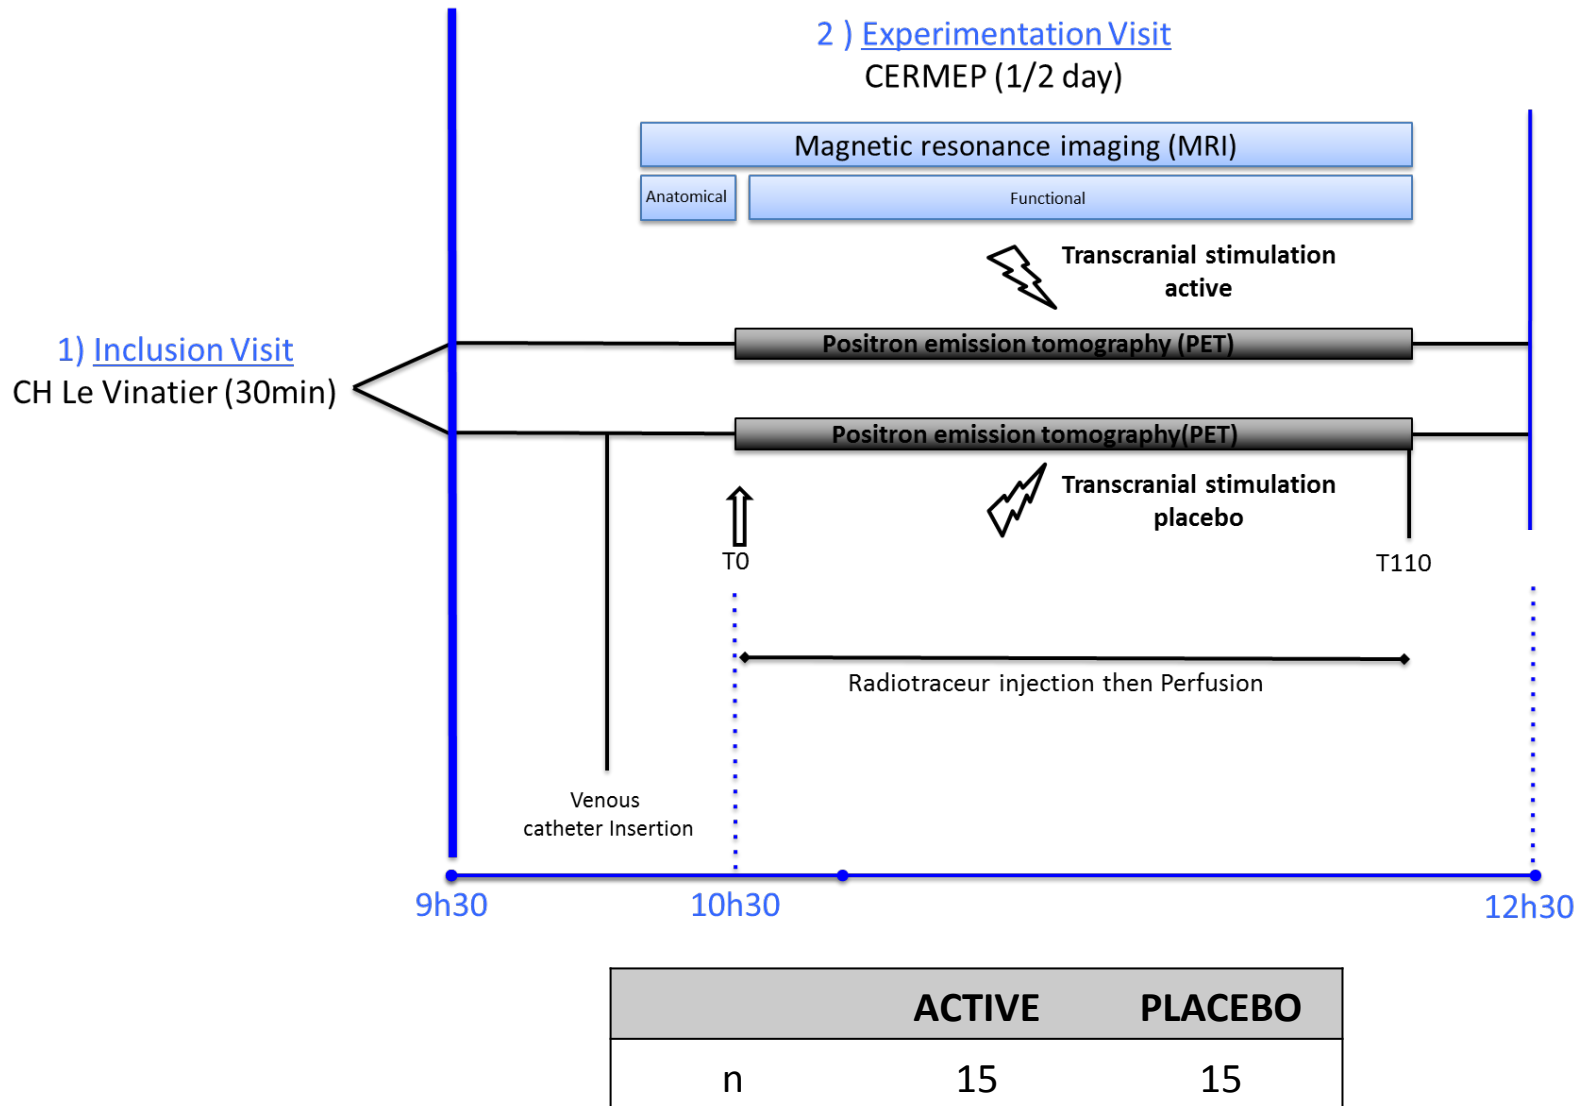 2 ) Experimentation Visit
CERMEP (1/2 day)
Magnetic resonance imaging (MRI)
Anatomical
Functional
Transcranial stimulation
active
Positron emission tomography (PET)
1) Inclusion Visit
CH Le Vinatier (30min)
Positron emission tomography(PET)
Transcranial stimulation
placebo
T0
T110
Radiotraceur injection then Perfusion
Venous
catheter Insertion
9h30
10h30
12h30
ACTIVE PLACEBO
n 15 15